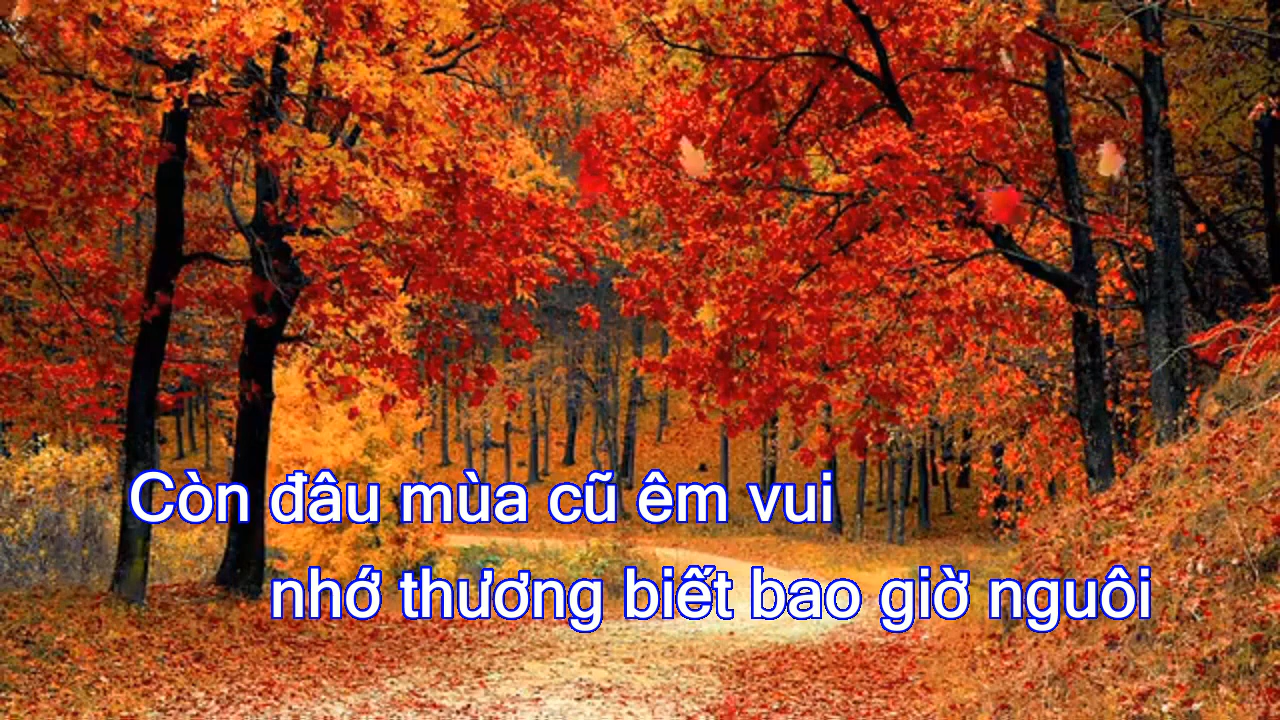 Còn đâu mùa cũ êm vui
nhớ thương biết bao giờ nguôi